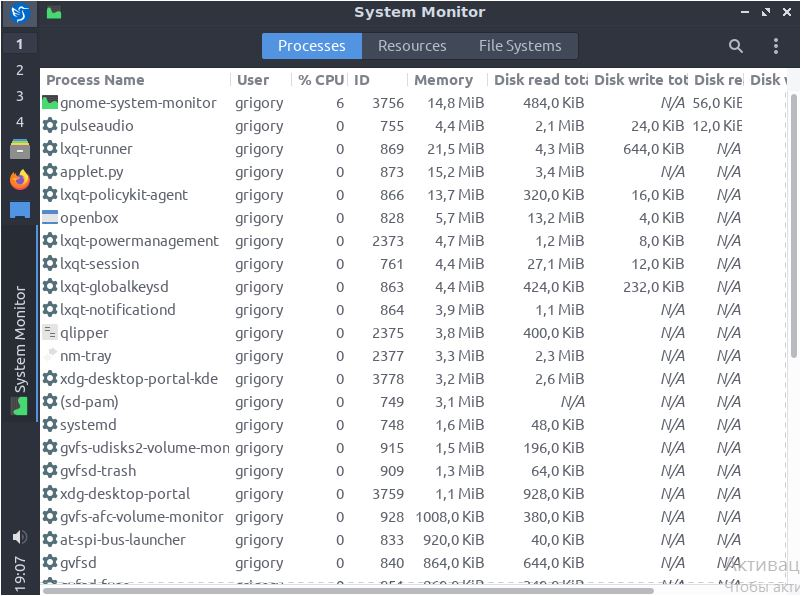 System Monitor
1
2
3
4
System Monitor
19:07
Processes Resources File Systems
Process Name User % CPU ID Memory Disk read tota Disk write tot Disk re Disk w
gnome-system-monitor grigory 6 3756 14,8 MiB 484,0 KiB N/A 56,0 KiE
pulseaudio grigory 0 755 4,4 MiB 2,1 MiB 24,0 KiB 12,0 KiE
lxqt-runner grigory 0 869 21,5 MiB 4,3 MiB 644,0 KiB N/A
applet.py grigory 0 873 15,2 MiB 3,4 MiB N/A N/A
lxqt-policykit-agent grigory 0 866 13,7 MiB 320,0 KiB 16,0 KiB N/A
openbox grigory 0 828 5,7 MiB 13,2 MiB 4,0 KiB N/A
lxqt-powermanagement grigory 0 2373 4,7 MiB 1,2 MiB 8,0 KiB N/A
lxqt-session grigory 0 761 4,4 MiB 27,1 MiB 12,0 KiB N/A
lxqt-globalkeysd grigory 0 863 4,4 MiB 424,0 KiB 232,0 KiB N/A
lxqt-notificationd grigory 0 864 3,9 MiB 1,1 MiB N/A N/A
qlipper grigory 0 2375 3,8 MiB 400,0 KiB N/A N/A
nm-tray grigory 0 2377 3,3 MiB 2,3 MiB N/A N/A
xdg-desktop-portal-kde grigory 0 3778 3,2 MiB 2,6 MiB N/A N/A
(sd-pam) grigory 0 749 3,1 MiB N/A N/A N/A
systemd grigory 0 748 1,6 MiB 48,0 KiB N/A N/A
gvfs-udisks2-volume-mon grigory 0 915 1,5 MiB 196,0 KiB N/A N/A
gvfsd-trash grigory 0 909 1,3 MiB 64,0 KiB N/A N/A
xdg-desktop-portal grigory 0 3759 1,1 MiB 928,0 KiB N/A N/A
gvfs-afc-volume-monitor grigory 0 928 1008,0 KiB 380,0 KiB N/A N/A
at-spi-bus-launcher grigory 0 833 920,0 KiB 40,0 KiB N/A N/A
gvfsd grigory 0 840 864,0 KiB 644,0 KiB N/A N/A
Активац
Чтобы акти